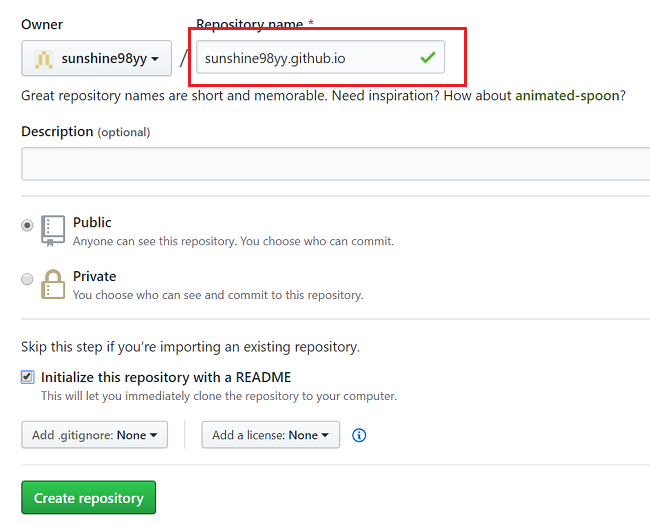 Owner
Repository name *
sunshine98yy
/
sunshine98yy.github.io
Great repository names are short and memorable. Need inspiration? How about animated-spoon?
Description (optional)
Public
Anyone can see this repository. You choose who can commit.
Private
You choose who can see and commit to this repository.
Skip this step if you’re importing an existing repository.
Initialize this repository with a README
This will let you immediately clone the repository to your computer.
Add .gitignore: None
Add a license: None
Create repository